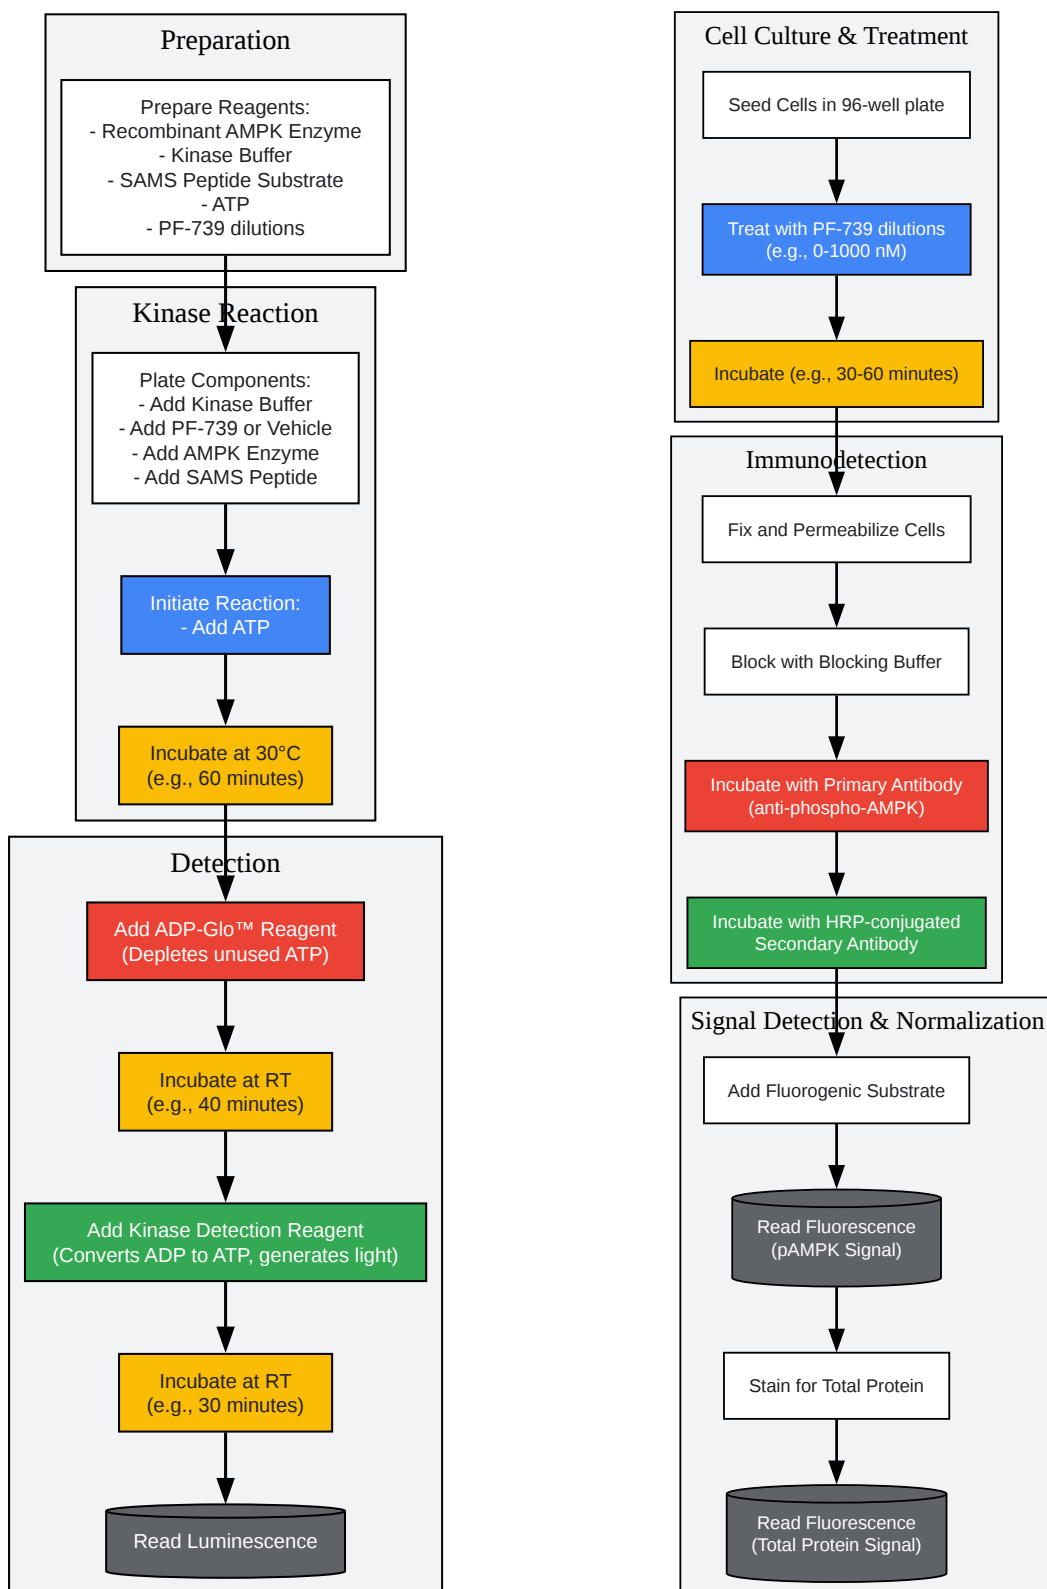 Preparation
Prepare Reagents:
- Recombinant AMPK Enzyme
- Kinase Buffer
- SAMS Peptide Substrate
- ATP
- PF-739 dilutions
Kinase Reaction
Plate Components:
- Add Kinase Buffer
- Add PF-739 or Vehicle
- Add AMPK Enzyme
- Add SAMS Peptide
Initiate Reaction:
- Add ATP
Incubate at 30°C
(e.g., 60 minutes)
Detection
Add ADP-Glo™ Reagent
(Depletes unused ATP)
Incubate at RT
(e.g., 40 minutes)
Add Kinase Detection Reagent
(Converts ADP to ATP, generates light)
Incubate at RT
(e.g., 30 minutes)
Read Luminescence
Cell Culture & Treatment
Seed Cells in 96-well plate
Treat with PF-739 dilutions
(e.g., 0-1000 nM)
Incubate (e.g., 30-60 minutes)
Immunodetection
Fix and Permeabilize Cells
Block with Blocking Buffer
Incubate with Primary Antibody
(anti-phospho-AMPK)
Incubate with HRP-conjugated
Secondary Antibody
Signal Detection & Normalization
Add Fluorogenic Substrate
Read Fluorescence
(pAMPK Signal)
Stain for Total Protein
Read Fluorescence
(Total Protein Signal)